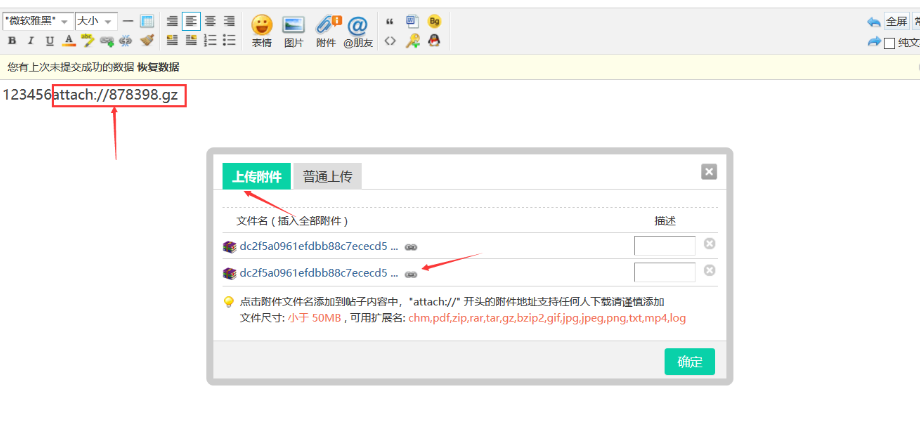 "微软雅黑" 大小 全屏
B I U A 表情 图片 附件 @朋友 纯文
您有上次未提交成功的数据 恢复数据
123456attach://878398.gz
上传附件 普通上传
文件名 ( 插入全部附件 ) 描述
dc2f5a0961efdbb88c7ececd5 ...
dc2f5a0961efdbb88c7ececd5 ...
点击附件文件名添加到帖子内容中，"attach://" 开头的附件地址支持任何人下载请谨慎添加
文件尺寸: 小于 50MB , 可用扩展名: chm,pdf,zip,rar,tar,gz,bzip2,gif,jpg,jpeg,png,txt,mp4,log
确定